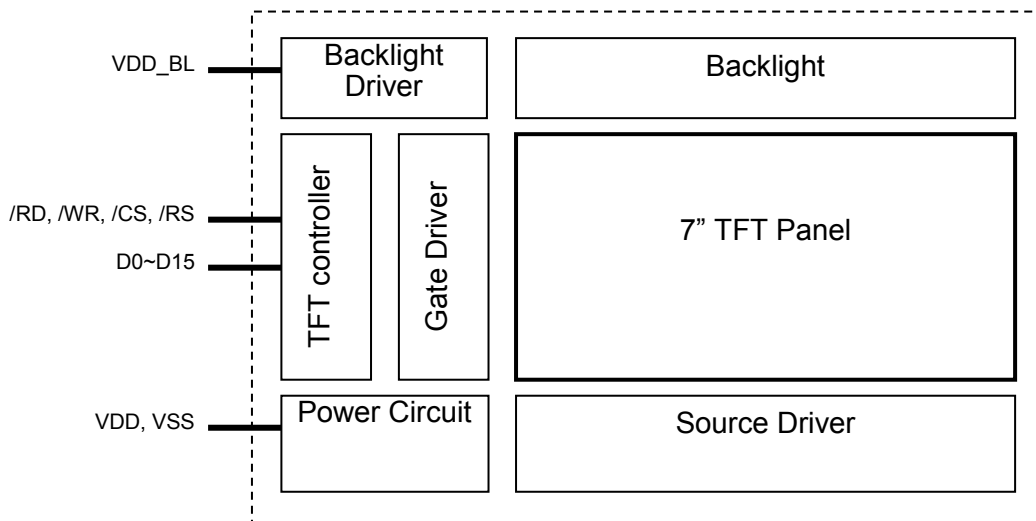 VDD_BL
Backlight
Driver
Backlight
/RD, /WR, /CS, /RS
D0~D15
TFT controller
Gate Driver
7” TFT Panel
VDD, VSS
Power Circuit
Source Driver